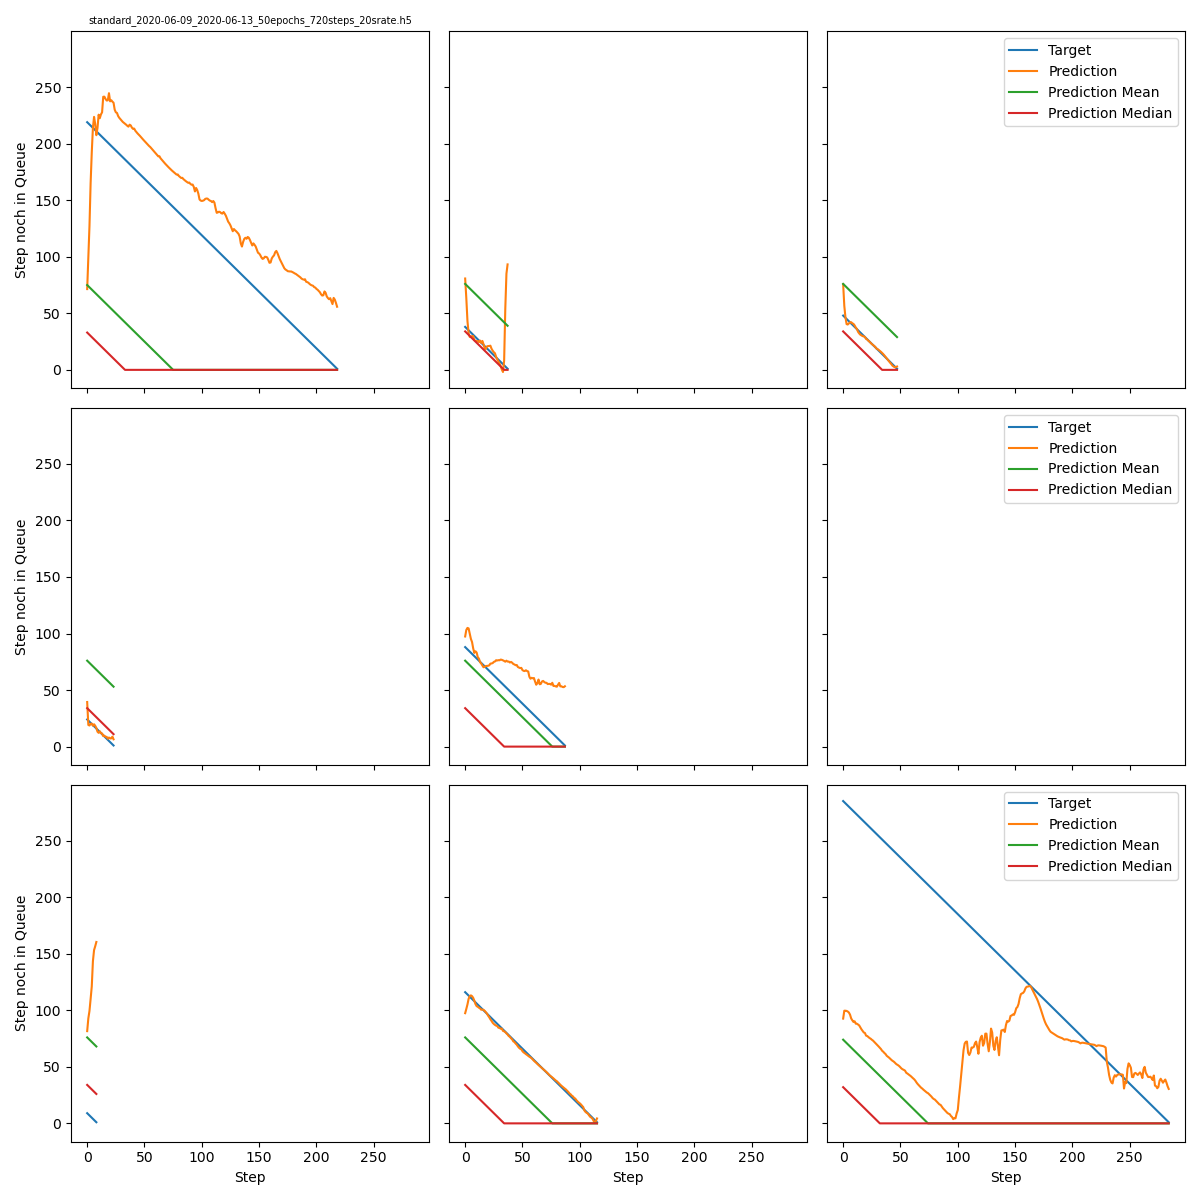 standard_2020-06-09_2020-06-13_50epochs_720steps_20srate.h5
Step noch in Queue
250
200
150
100
50
0
Target
Prediction
Prediction Mean
Prediction Median
Step noch in Queue
250
200
150
100
50
0
Target
Prediction
Prediction Mean
Prediction Median
Step noch in Queue
250
200
150
100
50
0
Target
Prediction
Prediction Mean
Prediction Median
0 50 100 150 200 250
0 50 100 150 200 250
0 50 100 150 200 250
Step
Step
Step